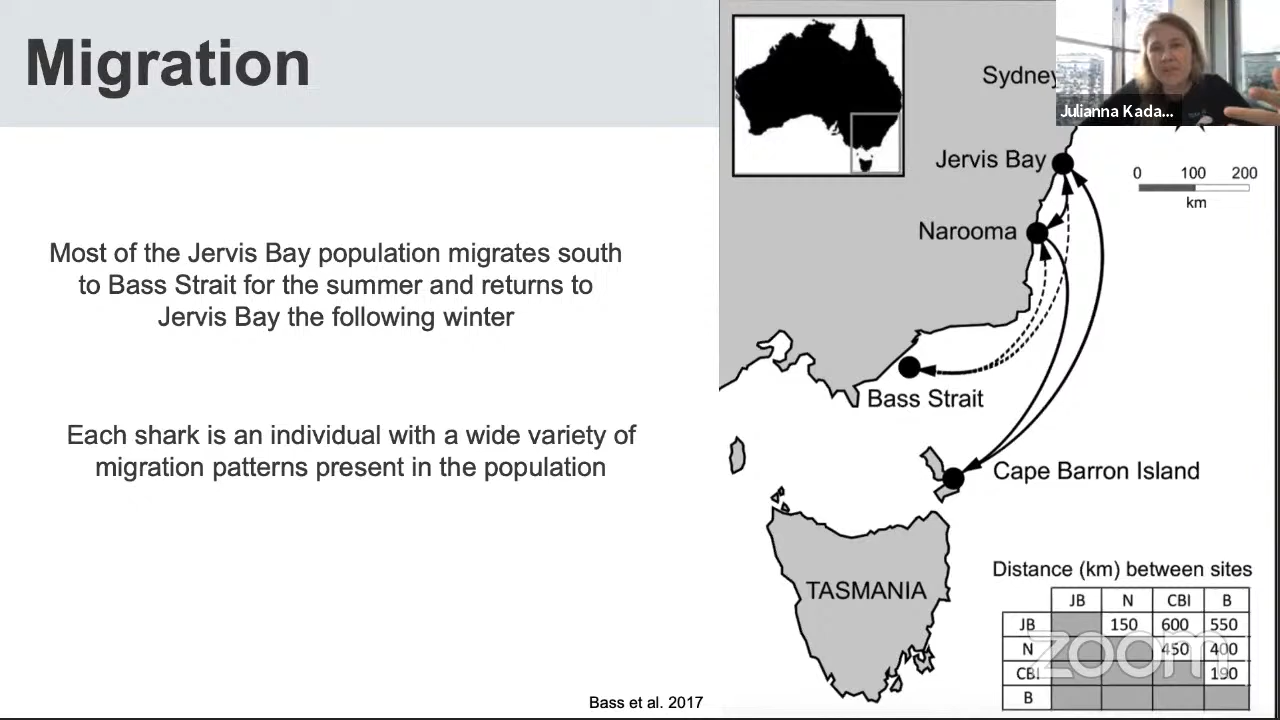 Migration
Most of the Jervis Bay population migrates south
to Bass Strait for the summer and returns to
Jervis Bay the following winter
Each shark is an individual with a wide variety of
migration patterns present in the population
Bass et al. 2017
Sydney
Julianna Kada...
Jervis Bay
0 100 200
km
Narooma
Bass Strait
Cape Barron Island
TASMANIA
Distance (km) between sites
JB N CBI B
JB 150 600 550
N 450 400
CBI 190
B
zoom